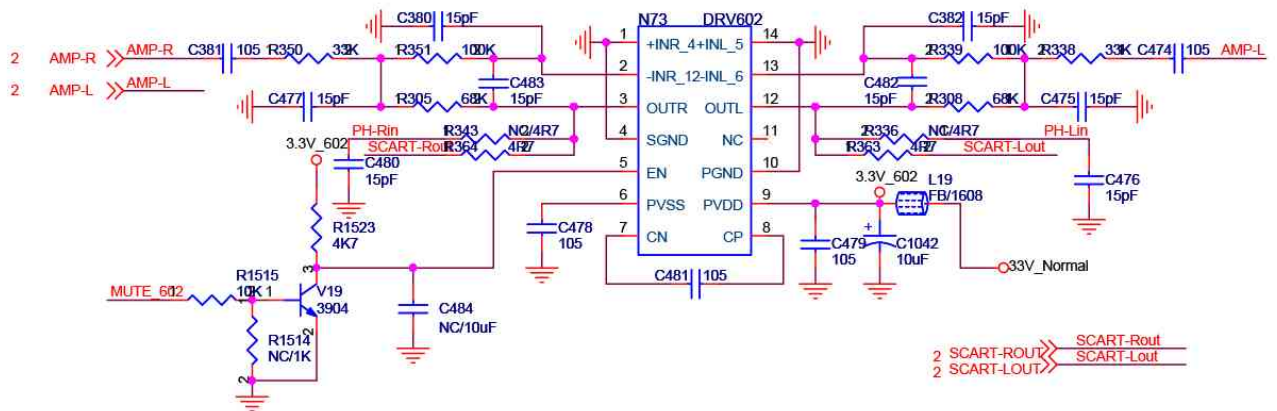 C380 15pF
N73 DRV602
C382 15pF
2 AMP-R AMP-R C381 105 R350 R351
1 +INR_4 +INL_5 14
R339 R338 33K C474 105 AMP-L
2 AMP-L AMP-L
2 -INR_12 -INL_6 13
C483 15pF
C482 15pF
C477 15pF R305 68K
3 OUTR OUTL 12
R308 68K C475 15pF
PH-Rin R343 NC/4R7
4 SGND NC 11
R336 NC/4R7 PH-Lin
SCART-Rout R364 4R7
R363 4R7 SCART-Lout
3.3V_602
C480 15pF
5 EN PGND 10
C476 15pF
3.3V_602 L19 FB/1608
6 PVSS PVDD 9
R1523 4K7
C478 105
7 CN CP 8
C479 105
C1042 10uF
+
33V_Normal
C481 105
3
MUTE_602 R1515 10K 1 V19 3904
C484 NC/10uF
2
R1514 NC/1K
2
2 SCART-ROUT SCART-Rout
2 SCART-LOUT SCART-Lout